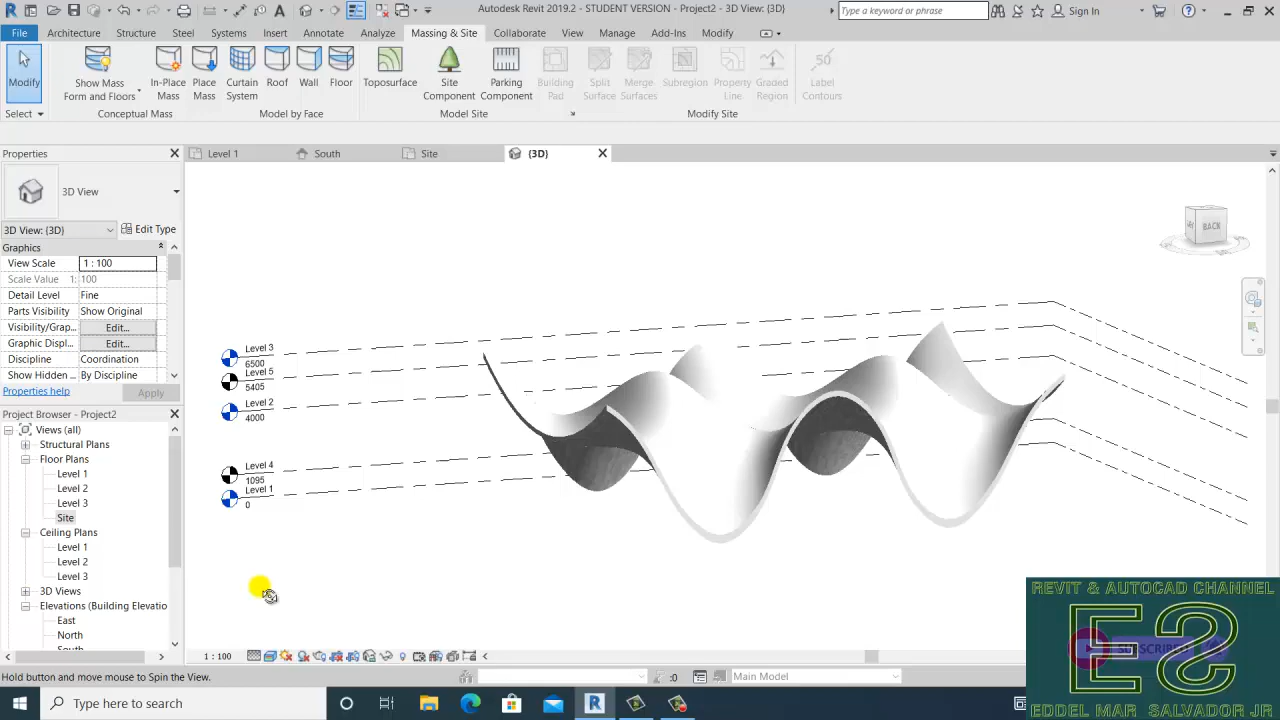 Autodesk Revit 2019.2 - STUDENT VERSION - Project2 - 3D View: {3D}
Type a keyword or phrase
Sign In
File Architecture Structure Steel Systems Insert Annotate Analyze Massing & Site Collaborate View Manage Add-Ins Modify
Modify
Show Mass Form and Floors
In-Place Mass
Place Mass
Curtain System
Roof
Wall
Floor
Toposurface
Site Component
Parking Component
Building Pad
Split Surface
Merge Surfaces
Subregion
Property Line
Graded Region
Label Contours
Select
Conceptual Mass
Model by Face
Model Site
Modify Site
Properties
Level 1
South
Site
{3D}
3D View
3D View: {3D}
Edit Type
Graphics
View Scale 1 : 100
Scale Value 1: 100
Detail Level Fine
Parts Visibility Show Original
Visibility/Grap... Edit...
Graphic Displ... Edit...
Discipline Coordination
Show Hidden ... By Discipline
Properties help
Apply
Project Browser - Project2
Views (all)
Structural Plans
Floor Plans
Level 1
Level 2
Level 3
Site
Ceiling Plans
Level 1
Level 2
Level 3
3D Views
Elevations (Building Elevatio
East
North
South
Level 3
6500
Level 5
5405
Level 2
4000
Level 4
1095
Level 1
0
BACK
1 : 100
Hold button and move mouse to Spin the View.
:0
Main Model
REVIT & AUTOCAD CHANNEL
ES
SUBSCRIBE
EDDEL MAR SALVADOR JR
Type here to search